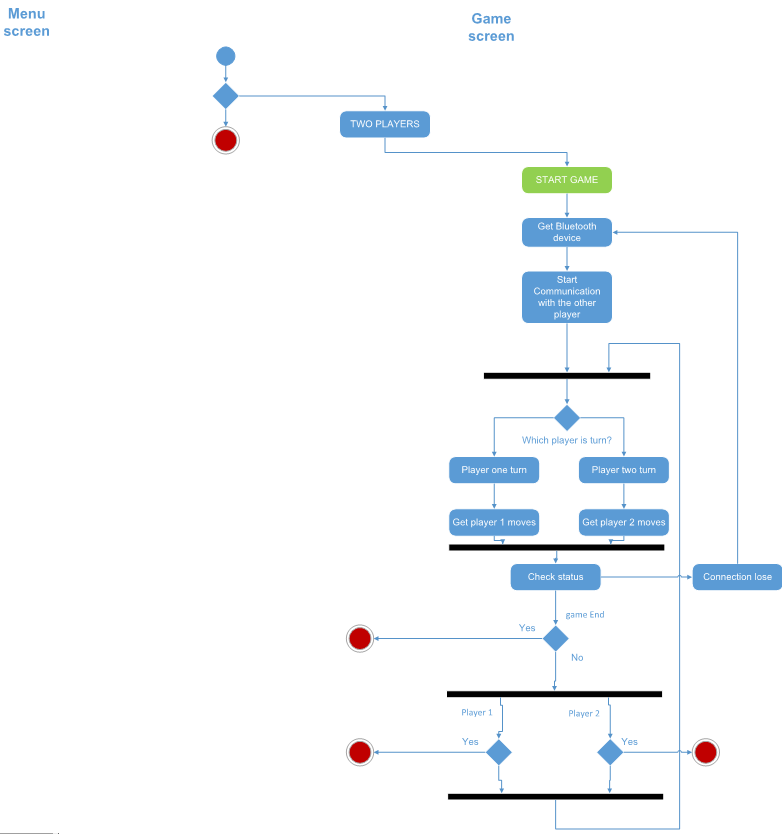 Menu
screen
Game
screen
TWO PLAYERS
START GAME
Get Bluetooth
device
Start
Communication
with the other
player
Which player is turn?
Player one turn
Player two turn
Get player 1 moves
Get player 2 moves
Check status
Connection lose
game End
Yes
No
Player 1
Player 2
Yes
Yes